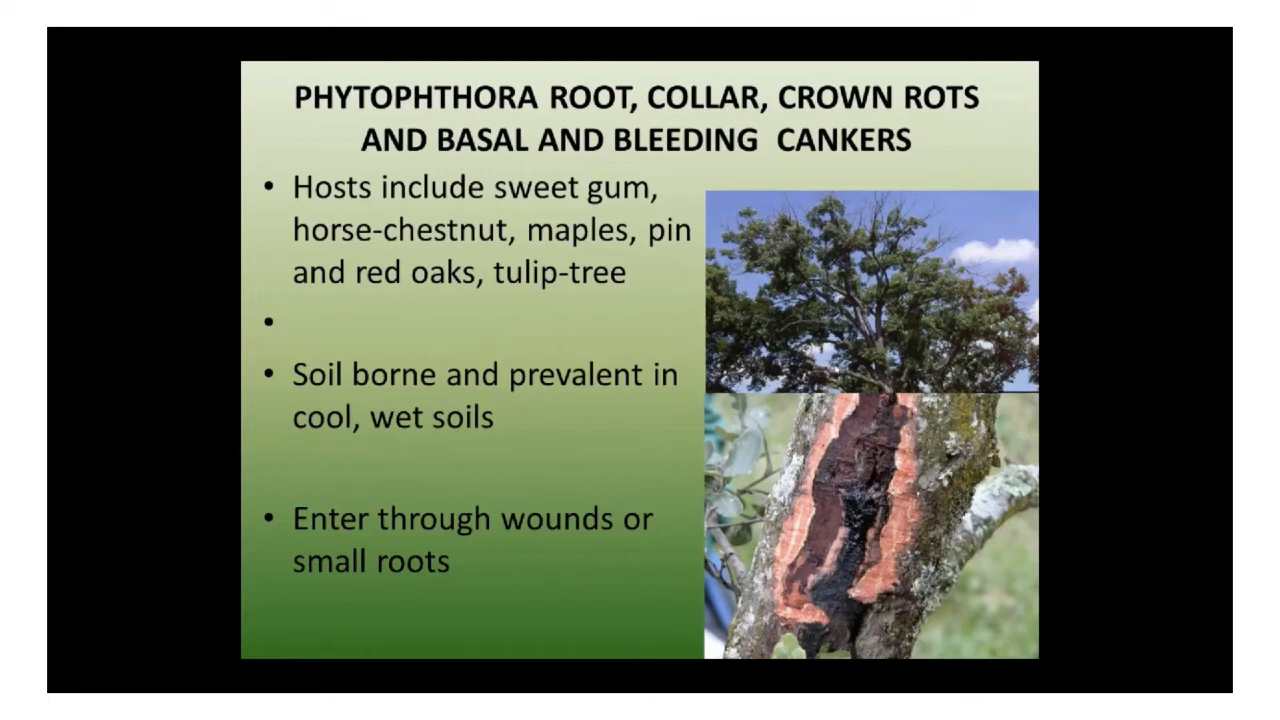 PHYTOPHTHORA ROOT, COLLAR, CROWN ROTS
AND BASAL AND BLEEDING CANKERS
• Hosts include sweet gum,
horse-chestnut, maples, pin
and red oaks, tulip-tree
•
• Soil borne and prevalent in
cool, wet soils
• Enter through wounds or
small roots